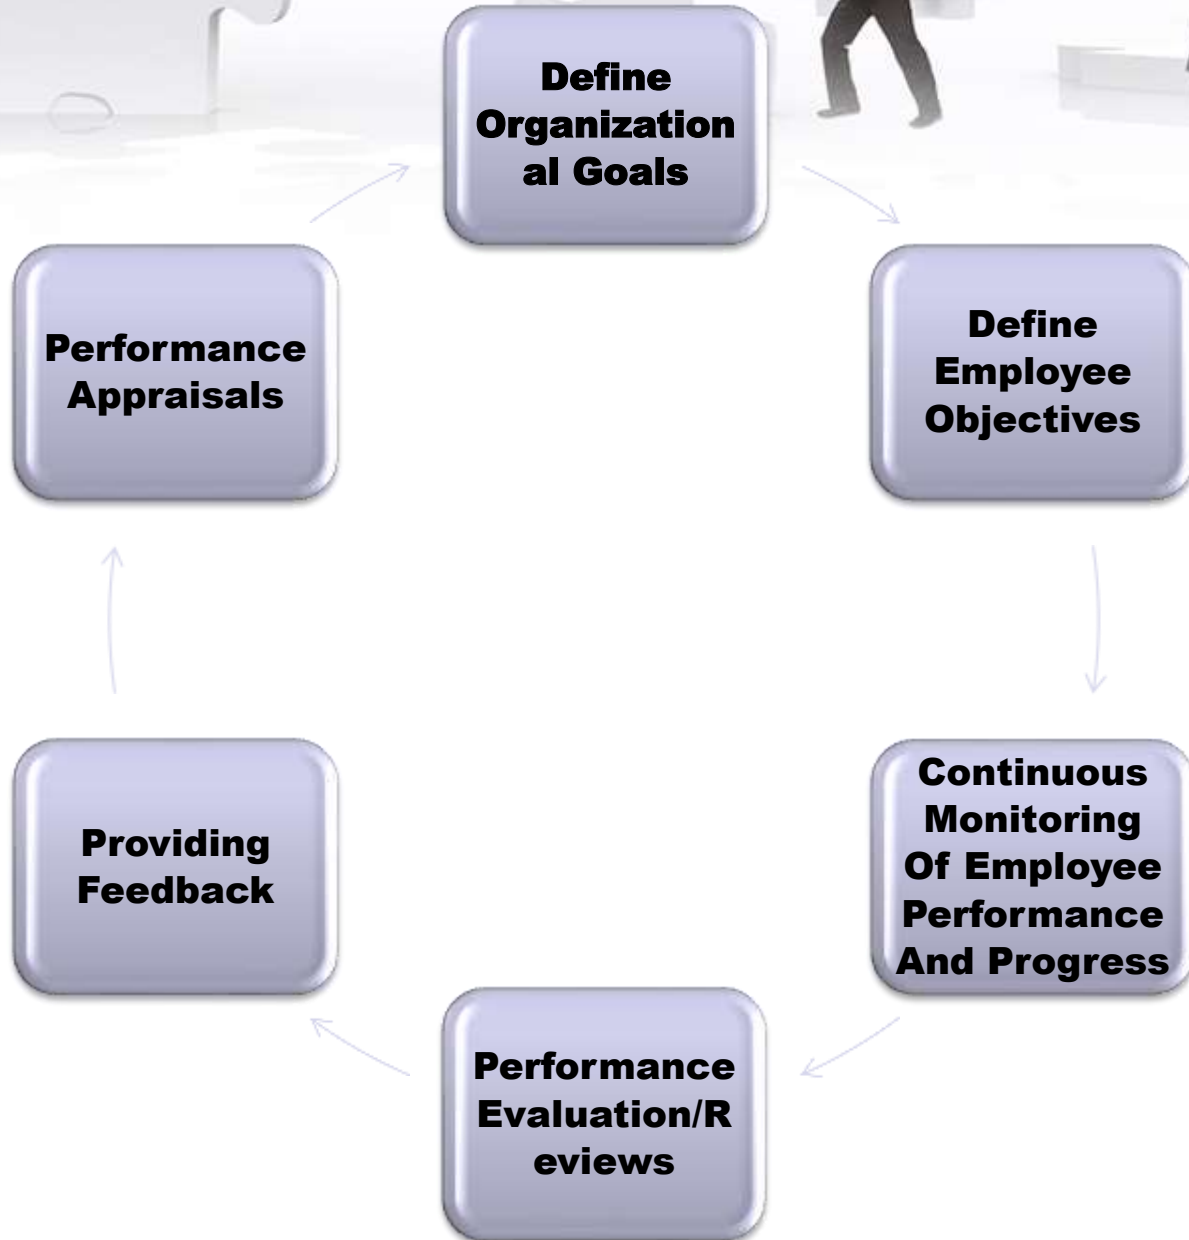 Define
Organization
al Goals
Define
Employee
Objectives
Continuous
Monitoring
Of Employee
Performance
And Progress
Performance
Evaluation/R
eviews
Providing
Feedback
Performance
Appraisals